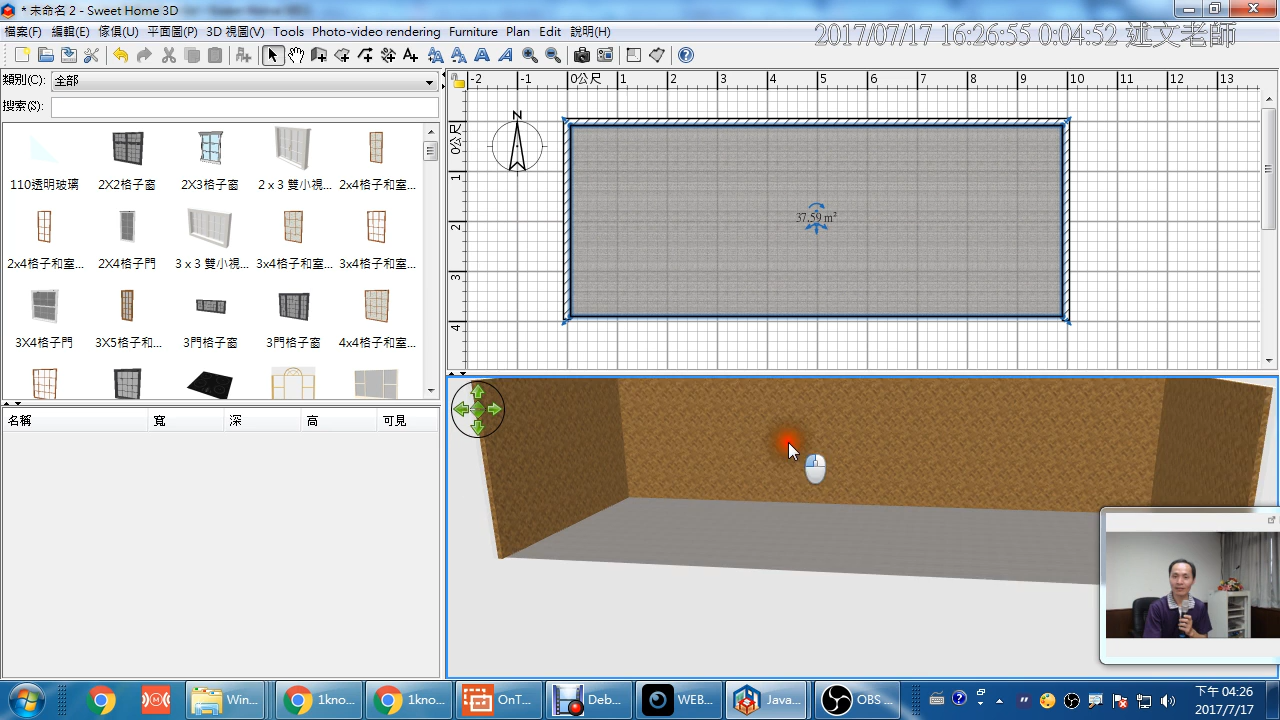 * 未命名 2 - Sweet Home 3D
檔案(F) 編輯(E) 傢俱(U) 平面圖(P) 3D 視圖(V) Tools Photo-video rendering Furniture Plan Edit 說明(H)
2017/07/17 16:26:55 0:04:52 述文老師
類別(C): 全部
搜索(S):
110透明玻璃 2X2格子窗 2X3格子窗 2 x 3 雙小視... 2x4格子和室...
2x4格子和室... 2X4格子門 3 x 3 雙小視... 3x4格子和室... 3x4格子和室...
3X4格子門 3X5格子和... 3門格子窗 3門格子窗 4x4格子和室...
名稱 寬 深 高 可見
-2 -1 0公尺 1 2 3 4 5 6 7 8 9 10 11 12 13
0公尺
1
2
3
4
N
37.59 m²
Win... 1kno... 1kno... OnT... Deb... WEB... Java... OBS ...
下午 04:26
2017/7/17